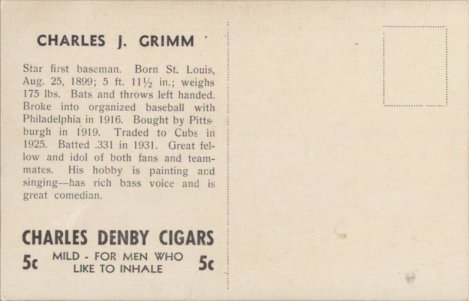 CHARLES J. GRIMM
Star first baseman. Born St. Louis,
Aug. 25, 1899; 5 ft. 11½ in.; weighs
175 lbs. Bats and throws left handed.
Broke into organized baseball with
Philadelphia in 1916. Bought by Pitts-
burgh in 1919. Traded to Cubs in
1925. Batted .331 in 1931. Great fel-
low and idol of both fans and team-
mates. His hobby is painting and
singing—has rich bass voice and is
great comedian.
CHARLES DENBY CIGARS
5c MILD - FOR MEN WHO 5c
LIKE TO INHALE